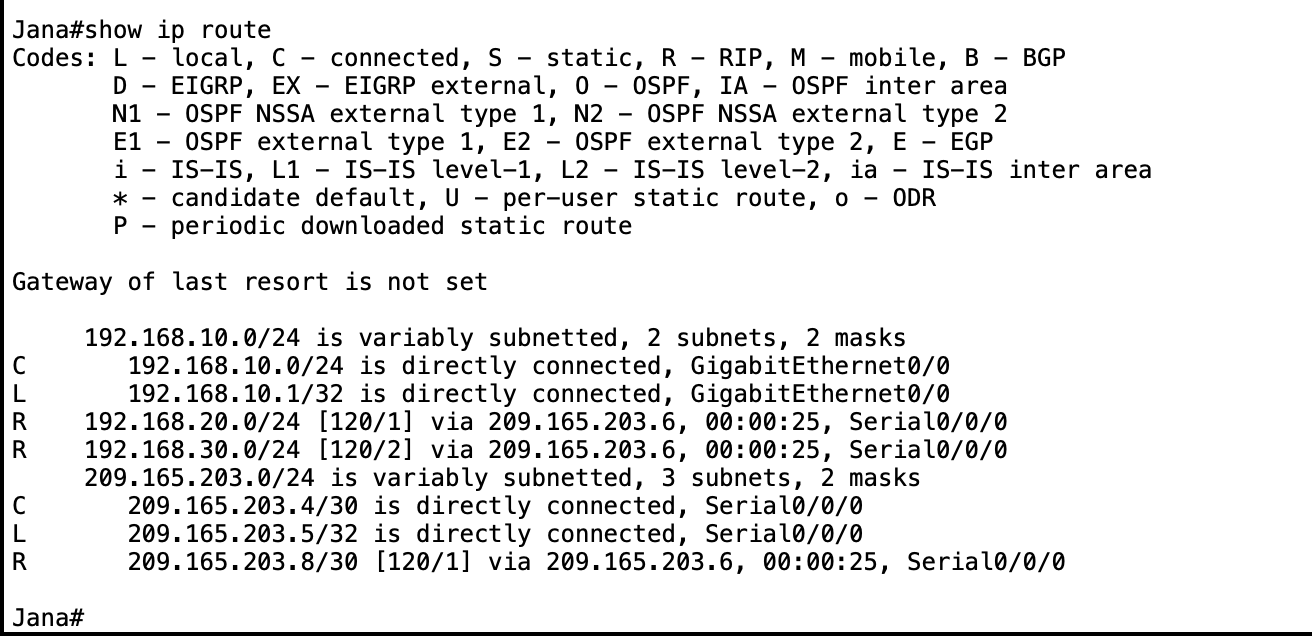 Jana#show ip route
Codes: L - local, C - connected, S - static, R - RIP, M - mobile, B - BGP
       D - EIGRP, EX - EIGRP external, O - OSPF, IA - OSPF inter area
       N1 - OSPF NSSA external type 1, N2 - OSPF NSSA external type 2
       E1 - OSPF external type 1, E2 - OSPF external type 2, E - EGP
       i - IS-IS, L1 - IS-IS level-1, L2 - IS-IS level-2, ia - IS-IS inter area
       * - candidate default, U - per-user static route, o - ODR
       P - periodic downloaded static route

Gateway of last resort is not set

     192.168.10.0/24 is variably subnetted, 2 subnets, 2 masks
C       192.168.10.0/24 is directly connected, GigabitEthernet0/0
L       192.168.10.1/32 is directly connected, GigabitEthernet0/0
R    192.168.20.0/24 [120/1] via 209.165.203.6, 00:00:25, Serial0/0/0
R    192.168.30.0/24 [120/2] via 209.165.203.6, 00:00:25, Serial0/0/0
     209.165.203.0/24 is variably subnetted, 3 subnets, 2 masks
C       209.165.203.4/30 is directly connected, Serial0/0/0
L       209.165.203.5/32 is directly connected, Serial0/0/0
R       209.165.203.8/30 [120/1] via 209.165.203.6, 00:00:25, Serial0/0/0

Jana#